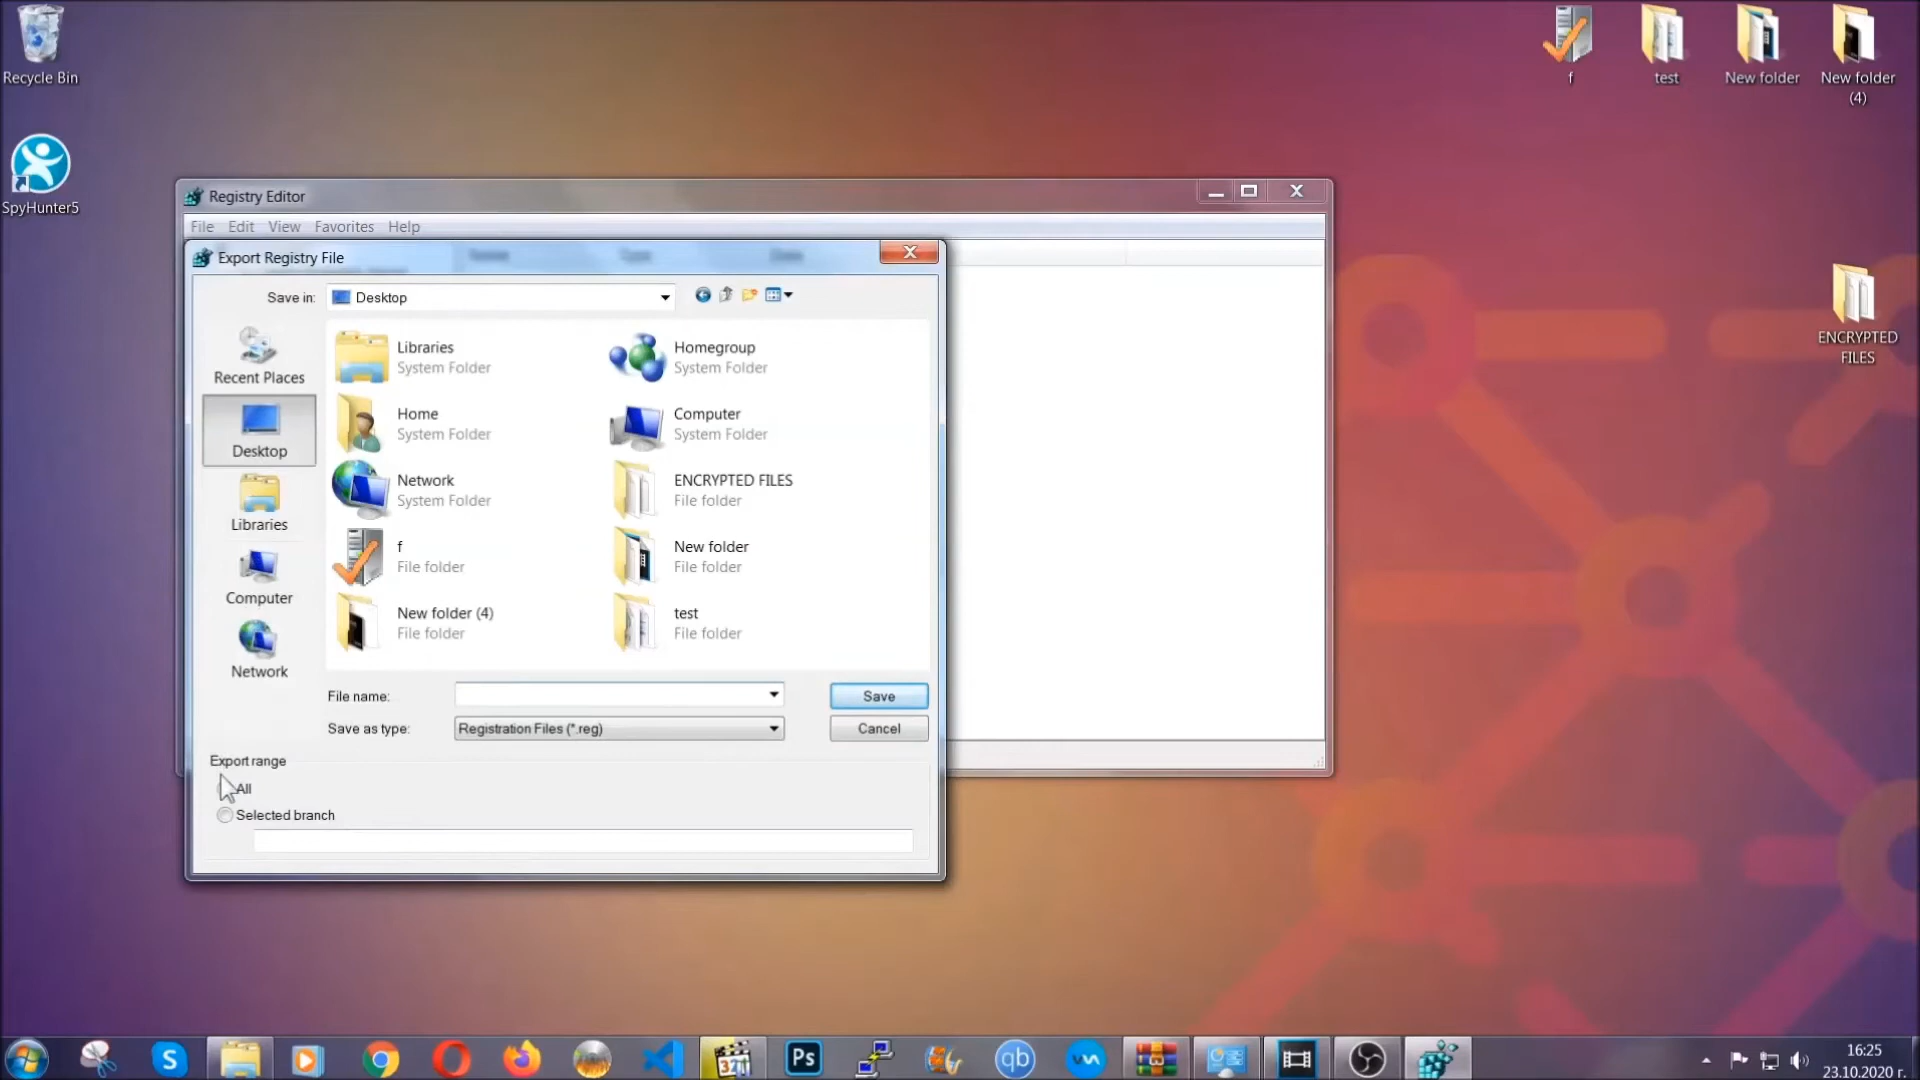 Recycle Bin
SpyHunter5
f
test
New folder
New folder
(4)
ENCRYPTED
FILES
Registry Editor
File Edit View Favorites Help
Export Registry File
Save in:
Desktop
Recent Places
Desktop
Libraries
Computer
Network
Libraries
System Folder
Homegroup
System Folder
Home
System Folder
Computer
System Folder
Network
System Folder
ENCRYPTED FILES
File folder
f
File folder
New folder
File folder
New folder (4)
File folder
test
File folder
File name:
Save
Save as type:
Registration Files (*.reg)
Cancel
Export range
All
Selected branch
S
321
Ps
qb
16:25
23.10.2020 г.